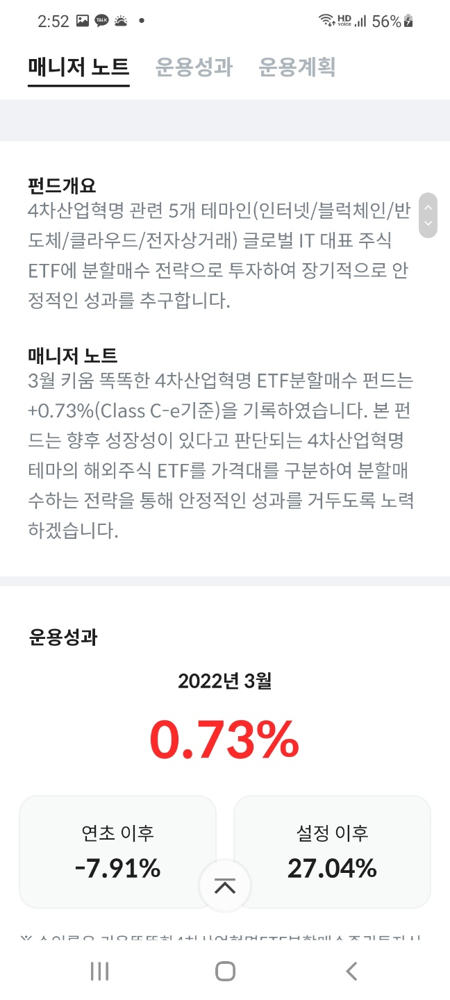 2:52 TALK HD voice 56%
매니저 노트 운용성과 운용계획
펀드개요
4차산업혁명 관련 5개 테마인(인터넷/블럭체인/반
도체/클라우드/전자상거래) 글로벌 IT 대표 주식
ETF에 분할매수 전략으로 투자하여 장기적으로 안
정적인 성과를 추구합니다.
매니저 노트
3월 키움 똑똑한 4차산업혁명 ETF분할매수 펀드는
+0.73%(Class C-e기준)을 기록하였습니다. 본 펀
드는 향후 성장성이 있다고 판단되는 4차산업혁명
테마의 해외주식 ETF를 가격대를 구분하여 분할매
수하는 전략을 통해 안정적인 성과를 거두도록 노력
하겠습니다.
운용성과
2022년 3월
0.73%
연초 이후 설정 이후
-7.91% 27.04%